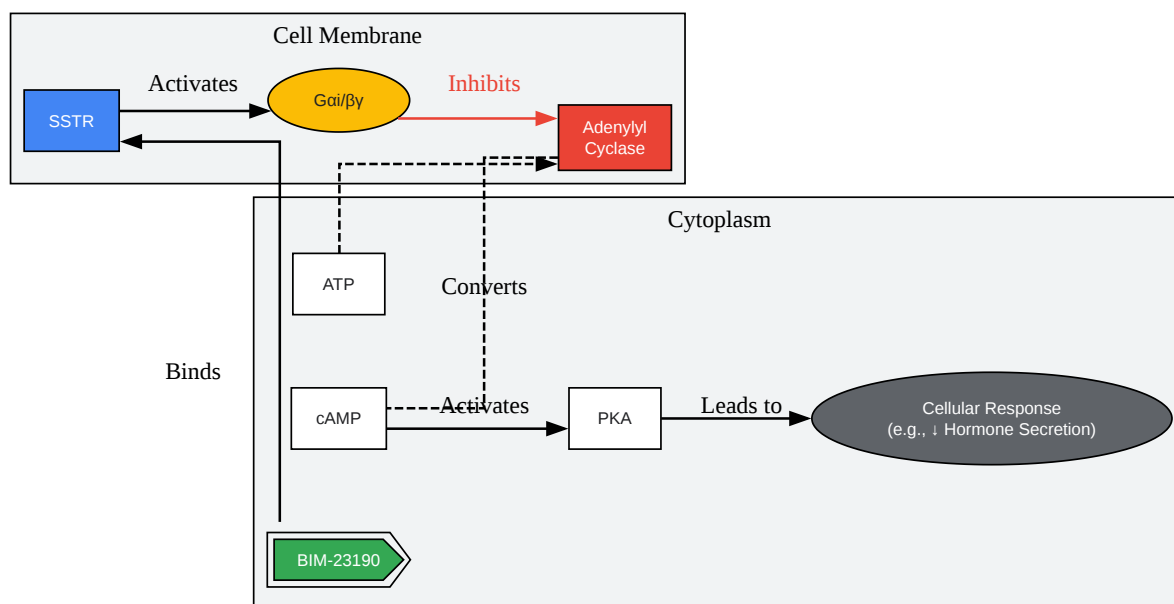 Cell Membrane
Activates
Inhibits
SSTR
Gαi/βγ
Adenylyl
Cyclase
Cytoplasm
ATP
Converts
Binds
cAMP
Activates
PKA
Leads to
Cellular Response
(e.g., ↓ Hormone Secretion)
BIM-23190